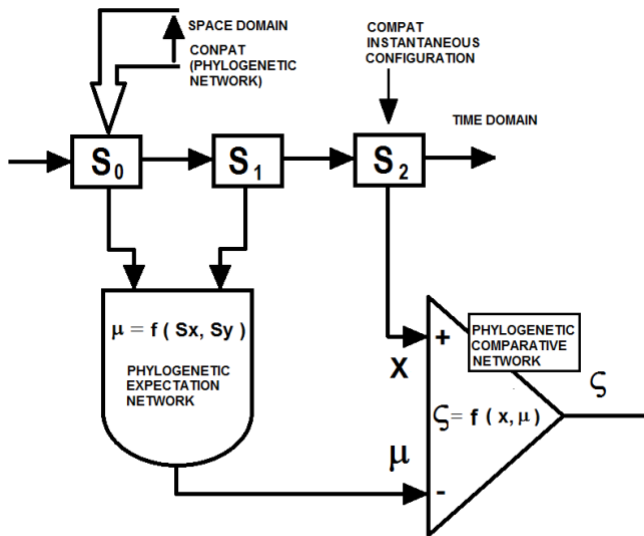 SPACE DOMAIN
CONPAT
(PHYLOGENETIC
NETWORK)
COMPAT
INSTANTANEOUS
CONFIGURATION
TIME DOMAIN
S₀
S₁
S₂
μ = f ( Sx, Sy )
PHYLOGENETIC
EXPECTATION
NETWORK
PHYLOGENETIC
COMPARATIVE
NETWORK
+
X
ς
ς= f ( x, μ )
μ
-